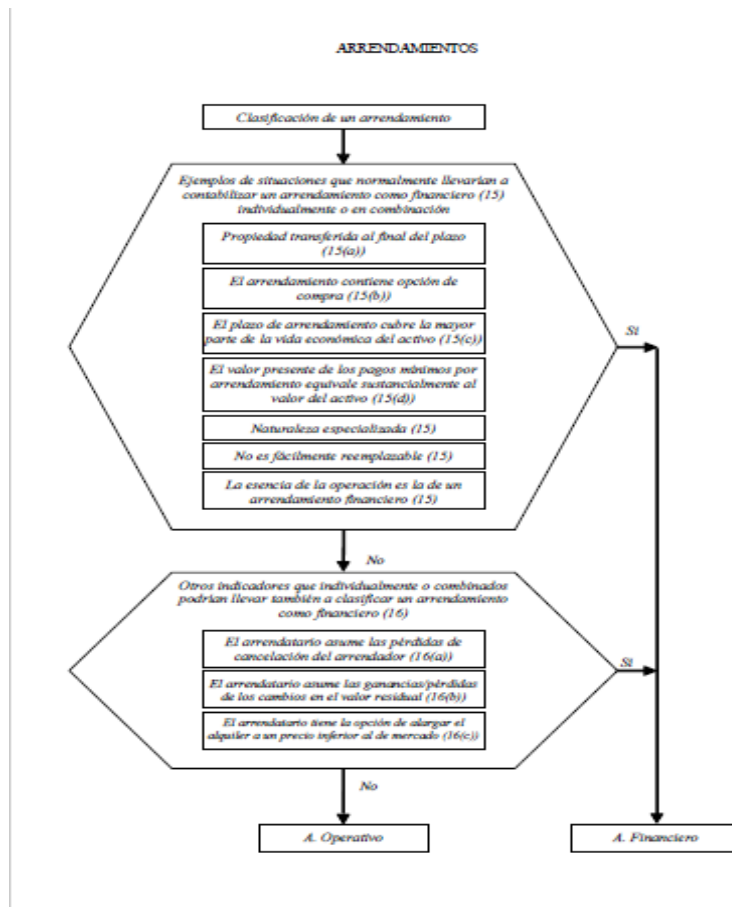 ARRENDAMIENTOS
Clasificación de un arrendamiento
Ejemplos de situaciones que normalmente llevarían a
contabilizar un arrendamiento como financiero (15)
individualmente o en combinación
Propiedad transferida al final del plazo
(15(a))
El arrendamiento contiene opción de
compra (15(b))
El plazo de arrendamiento cubre la mayor
parte de la vida económica del activo (15(c))
Si
El valor presente de los pagos mínimos por
arrendamiento equivale sustancialmente al
valor del activo (15(d))
Naturaleza especializada (15)
No es fácilmente reemplazable (15)
La esencia de la operación es la de un
arrendamiento financiero (15)
No
Otros indicadores que individualmente o combinados
podrían llevar también a clasificar un arrendamiento
como financiero (16)
El arrendatario asume las pérdidas de
cancelación del arrendador (16(a))
Si
El arrendatario asume las ganancias/pérdidas
de los cambios en el valor residual (16(b))
El arrendatario tiene la opción de alargar el
alquiler a un precio inferior al de mercado (16(c))
No
A. Operativo
A. Financiero